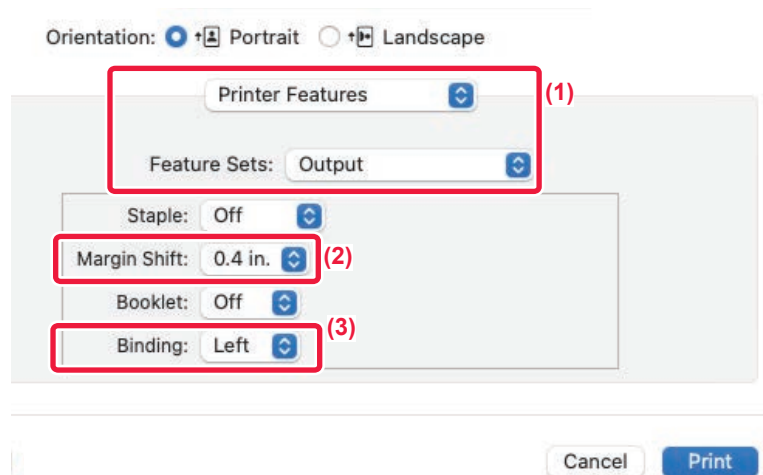 Orientation: Portrait Landscape
Printer Features (1)
Feature Sets: Output
Staple: Off
Margin Shift: 0.4 in. (2)
Booklet: Off
(3)
Binding: Left
Cancel Print